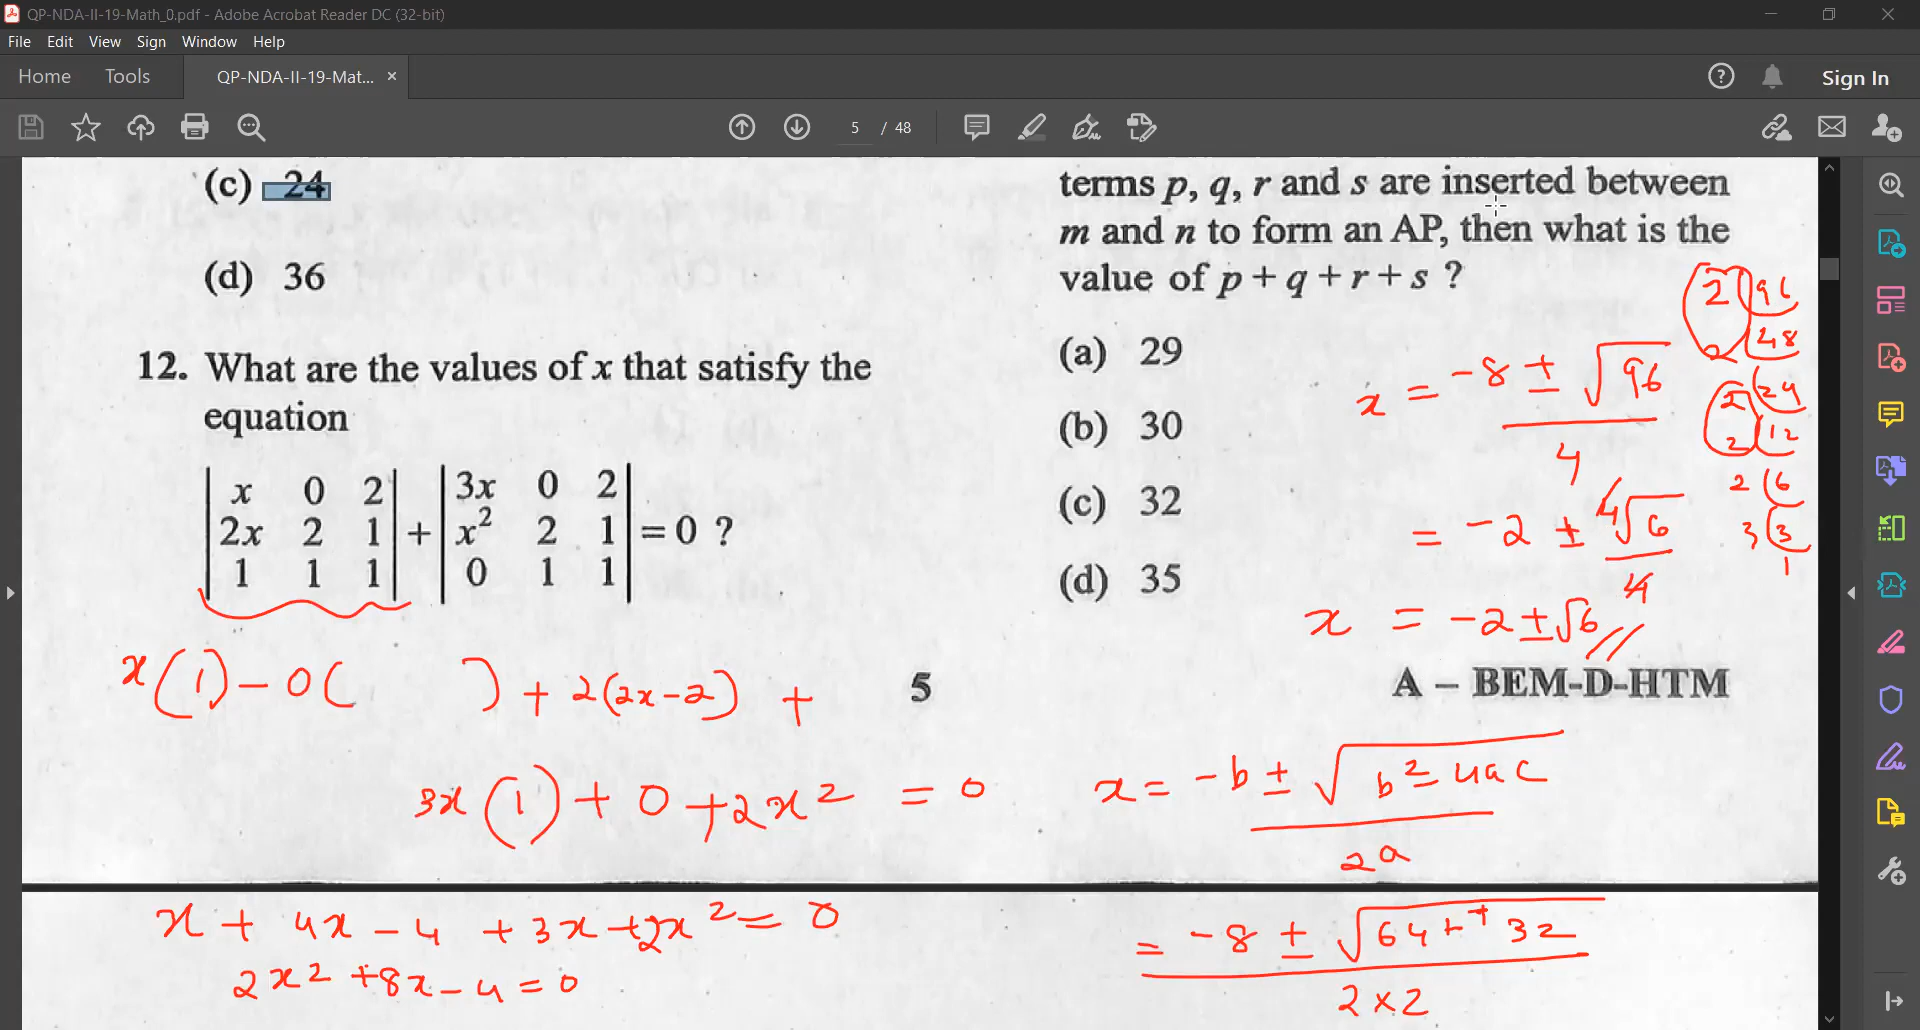 QP-NDA-II-19-Math_0.pdf - Adobe Acrobat Reader DC (32-bit)
File Edit View Sign Window Help
Home Tools QP-NDA-II-19-Mat... ×
Sign In
5 / 48
(c) 24
(d) 36
12. What are the values of x that satisfy the
equation
| x 0 2 | + | 3x 0 2 |
| 2x 2 1 | + | x² 2 1 | = 0 ?
| 1 1 1 | | 0 1 1 |
x(1) - 0( ) + 2(2x-2) +
3x(1) + 0 + 2x² = 0
x + 4x - 4 + 3x + 2x² = 0
2x² + 8x - 4 = 0
terms p, q, r and s are inserted between
m and n to form an AP, then what is the
value of p + q + r + s ?
(a) 29
(b) 30
(c) 32
(d) 35
x = -8 ± √96
4
= -2 ± 4√6
4
x = -2 ± √6 //
2 96
2 48
2 24
2 12
2 6
3 3
1
5
A – BEM-D-HTM
x = -b ± √b² - 4ac
2a
= -8 ± √64 + 32
2 × 2